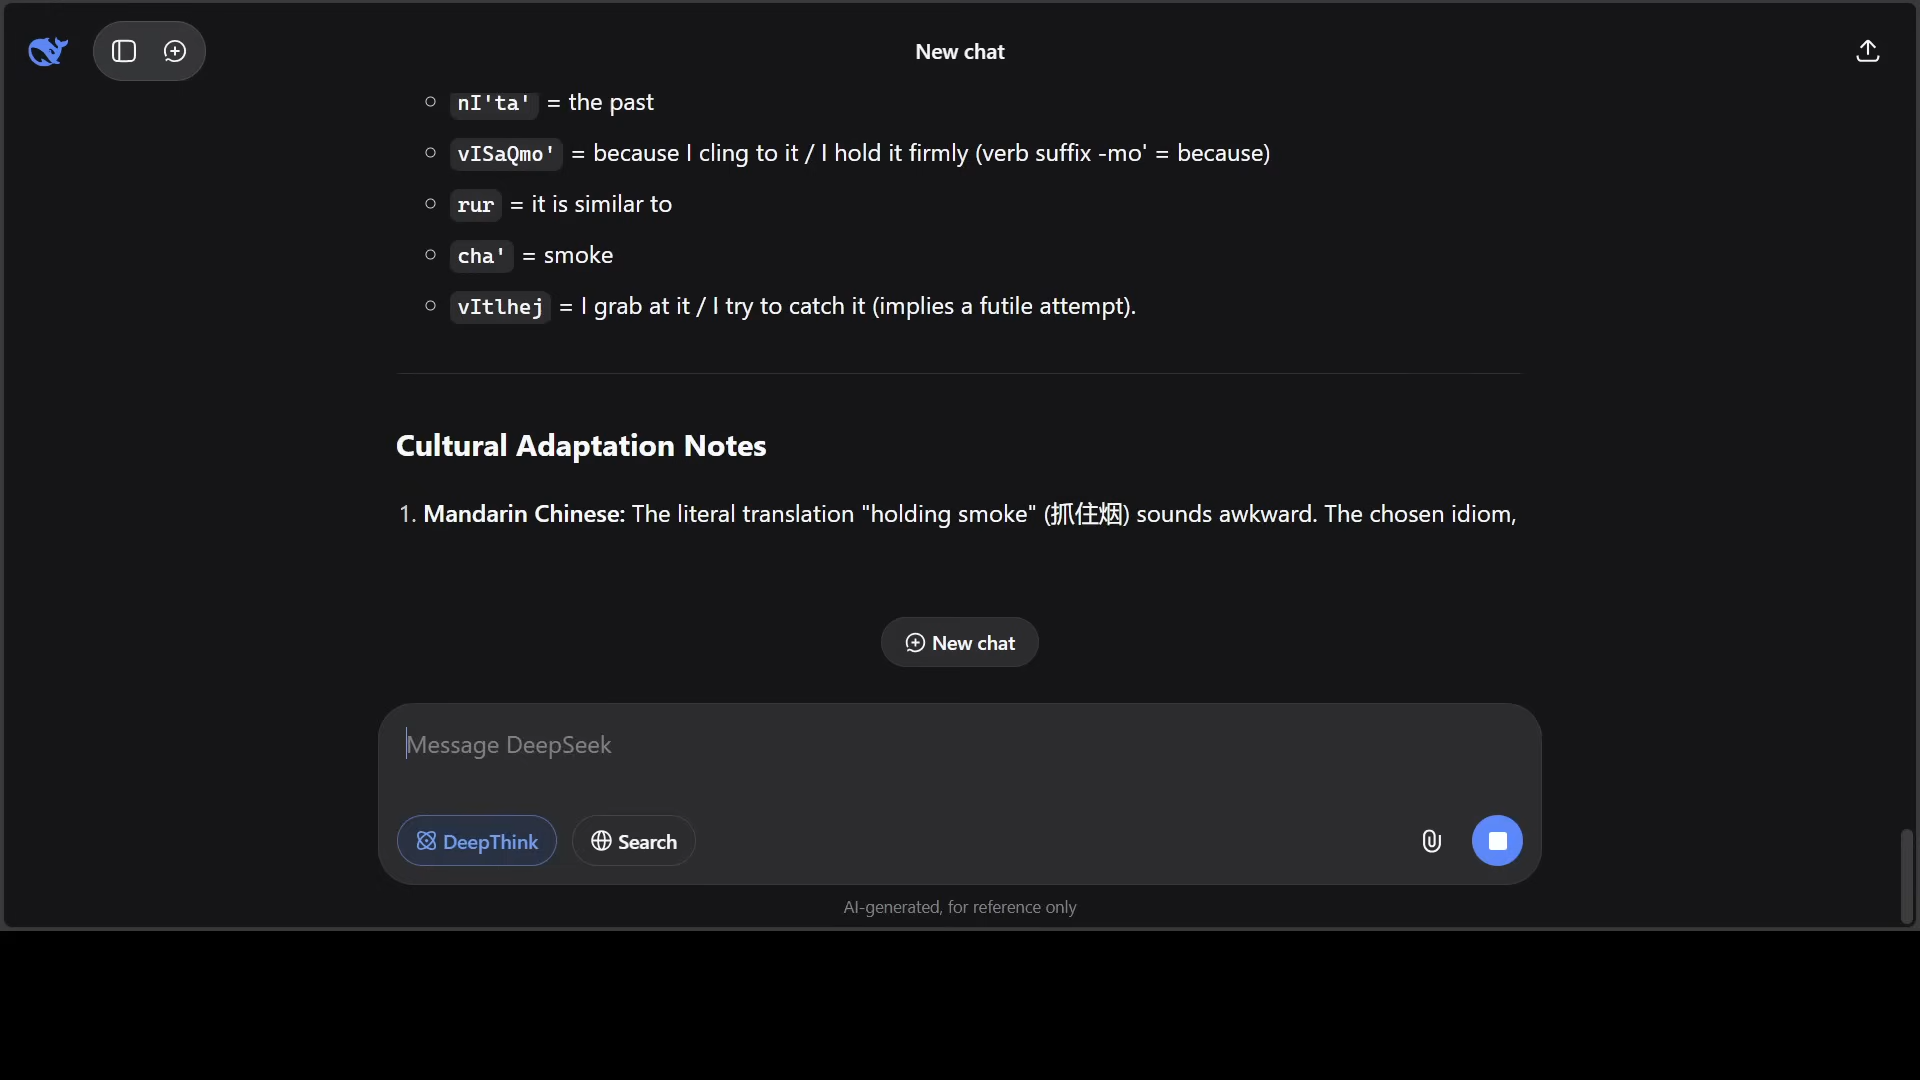 New chat
nI'ta' = the past
vISaQmo' = because I cling to it / I hold it firmly (verb suffix -mo' = because)
rur = it is similar to
cha' = smoke
vItlhej = I grab at it / I try to catch it (implies a futile attempt).
Cultural Adaptation Notes
1. Mandarin Chinese: The literal translation "holding smoke" (抓住烟) sounds awkward. The chosen idiom,
New chat
Message DeepSeek
DeepThink
Search
AI-generated, for reference only